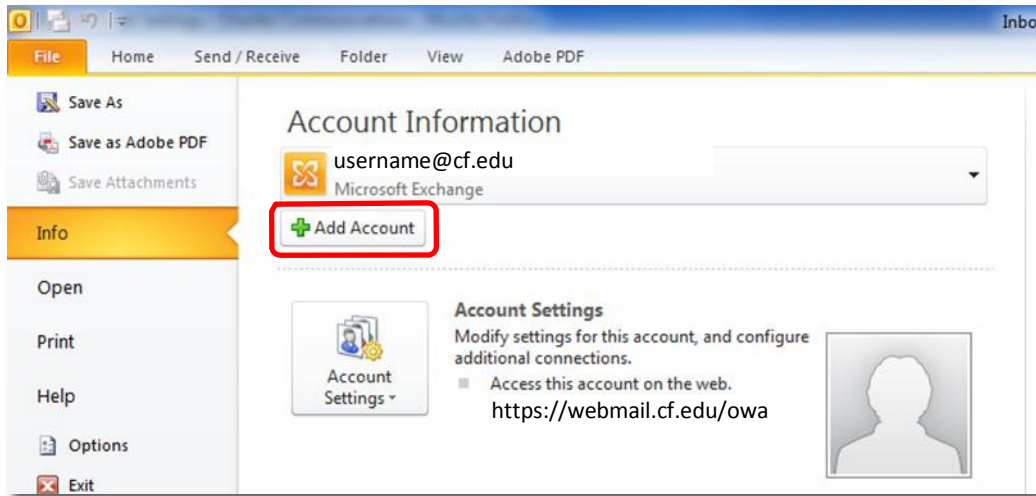 Inbo
File Home Send / Receive Folder View Adobe PDF
Save As
Save as Adobe PDF
Save Attachments
Info
Open
Print
Help
Options
Exit
Account Information
username@cf.edu
Microsoft Exchange
Add Account
Account Settings
Account Settings
Modify settings for this account, and configure
additional connections.
Access this account on the web.
https://webmail.cf.edu/owa